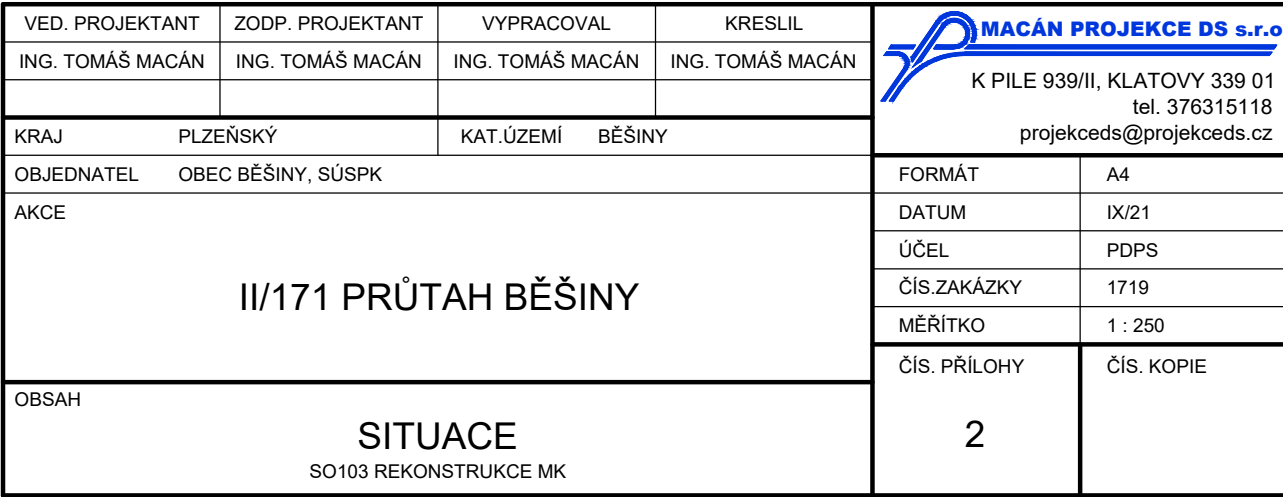 VED. PROJEKTANT ZODP. PROJEKTANT VYPRACOVAL KRESLIL
ING. TOMÁŠ MACÁN ING. TOMÁŠ MACÁN ING. TOMÁŠ MACÁN ING. TOMÁŠ MACÁN
KRAJ PLZEŇSKÝ KAT.ÚZEMÍ BĚŠINY
OBJEDNATEL OBEC BĚŠINY, SÚSPK
AKCE
II/171 PRŮTAH BĚŠINY
OBSAH
SITUACE
SO103 REKONSTRUKCE MK
MACÁN PROJEKCE DS s.r.o
K PILE 939/II, KLATOVY 339 01
tel. 376315118
projekceds@projekceds.cz
FORMÁT A4
DATUM IX/21
ÚČEL PDPS
ČÍS.ZAKÁZKY 1719
MĚŘÍTKO 1 : 250
ČÍS. PŘÍLOHY ČÍS. KOPIE
2